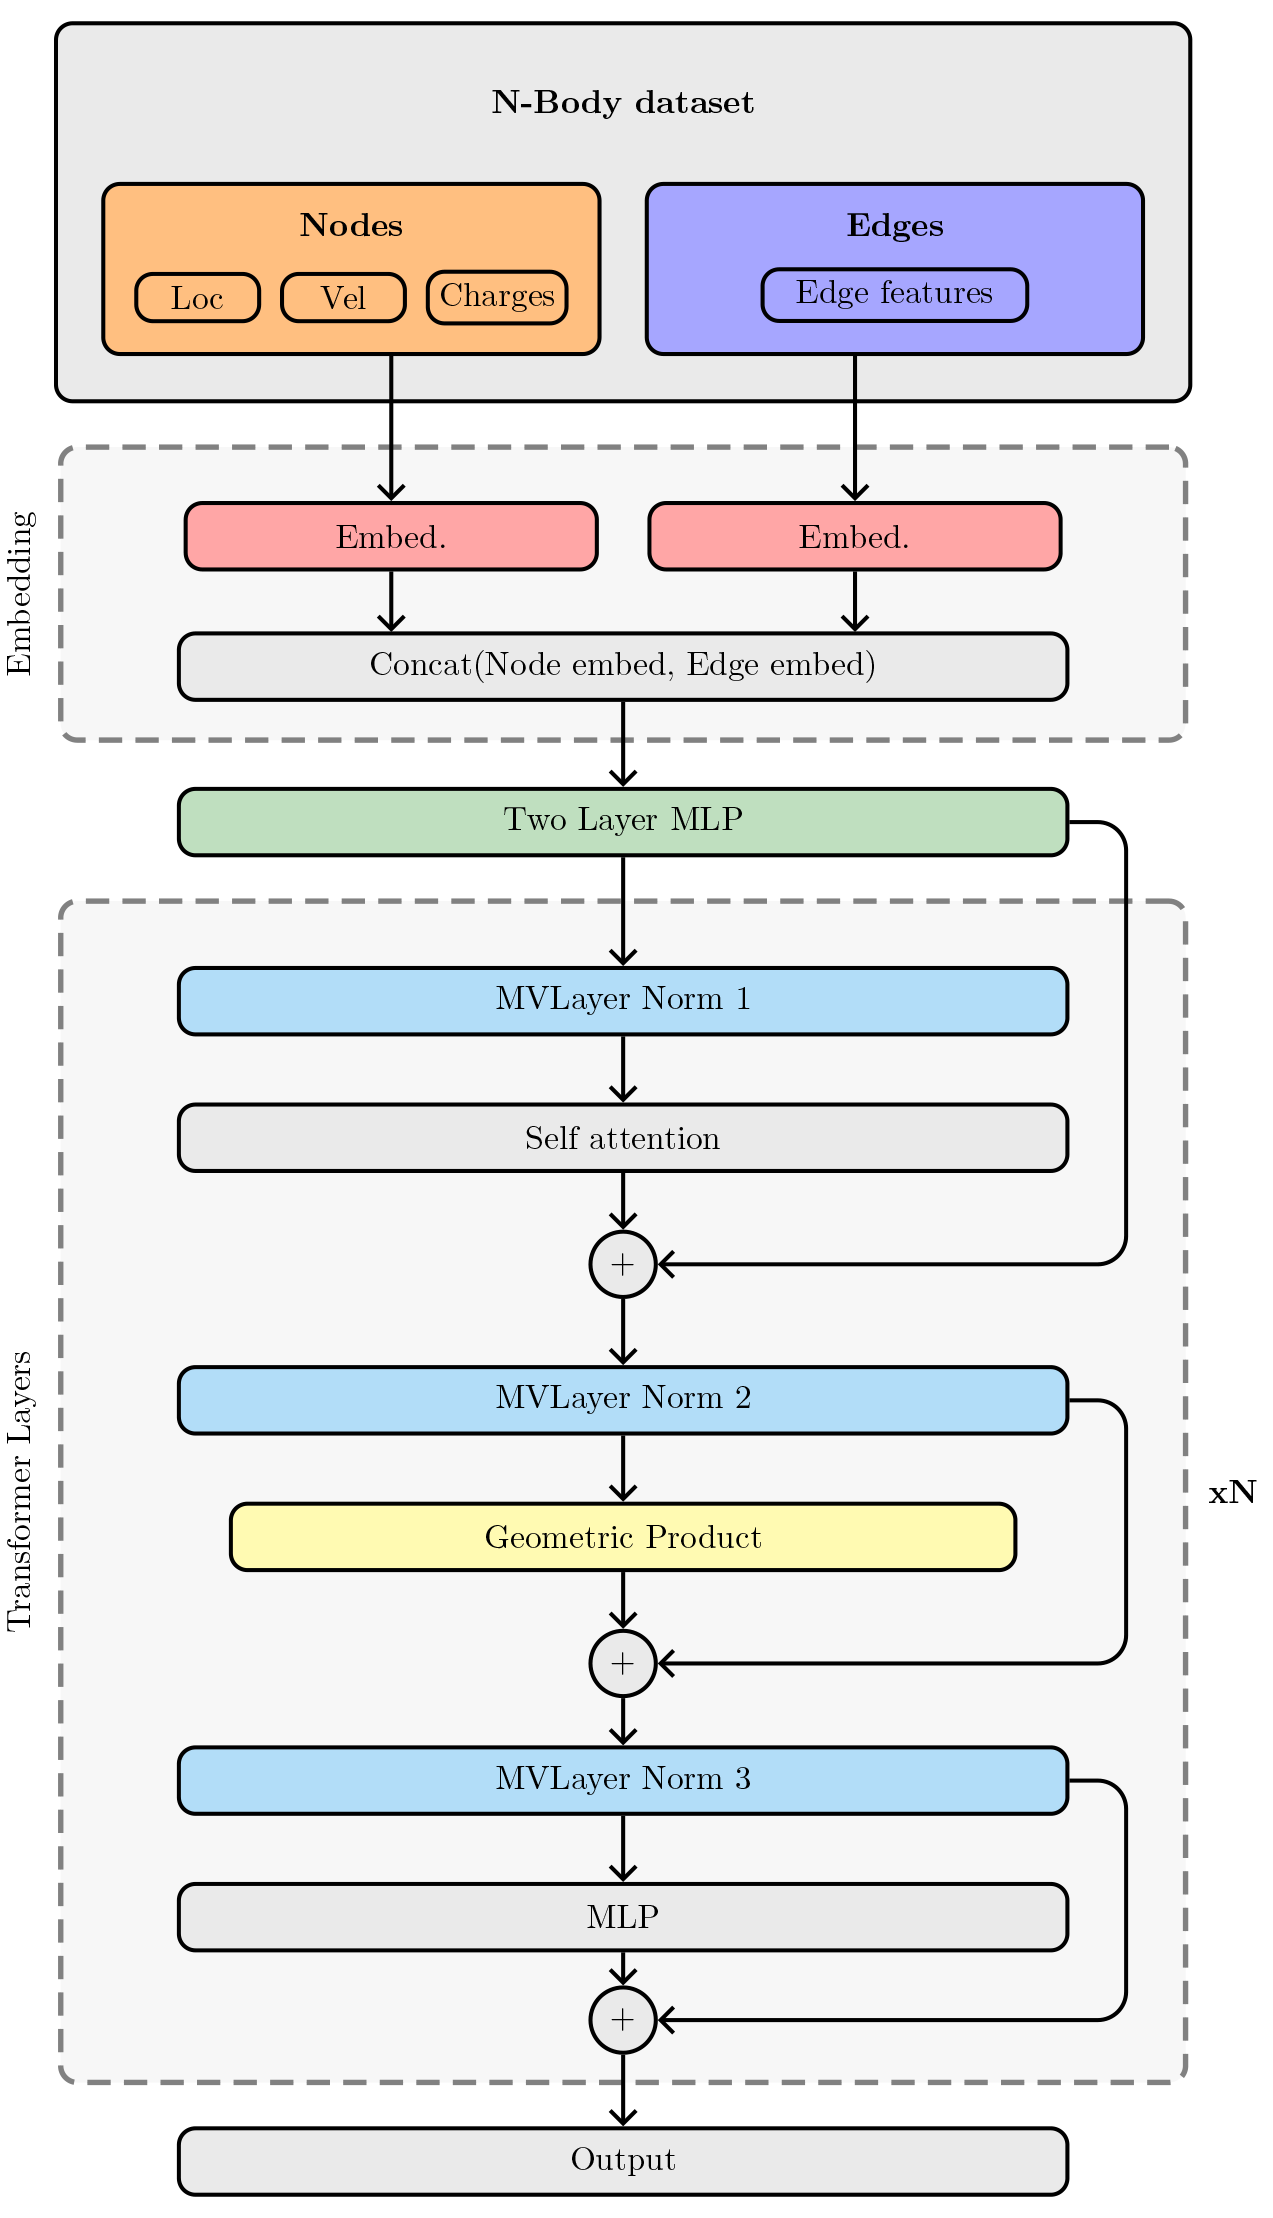 N-Body dataset
Nodes
Edges
Loc
Vel
Charges
Edge features
Embedding
Embed.
Embed.
Concat(Node embed, Edge embed)
Two Layer MLP
Transformer Layers
MVLayer Norm 1
Self attention
+
MVLayer Norm 2
xN
Geometric Product
+
MVLayer Norm 3
MLP
+
Output